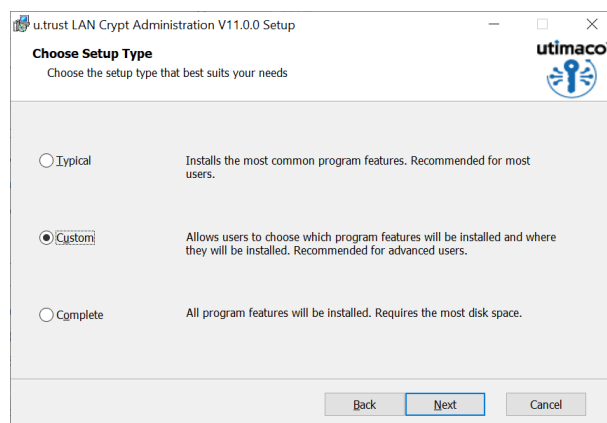 u.trust LAN Crypt Administration V11.0.0 Setup
Choose Setup Type
Choose the setup type that best suits your needs
utimaco
Typical
Installs the most common program features. Recommended for most
users.
Custom
Allows users to choose which program features will be installed and where
they will be installed. Recommended for advanced users.
Complete
All program features will be installed. Requires the most disk space.
Back
Next
Cancel